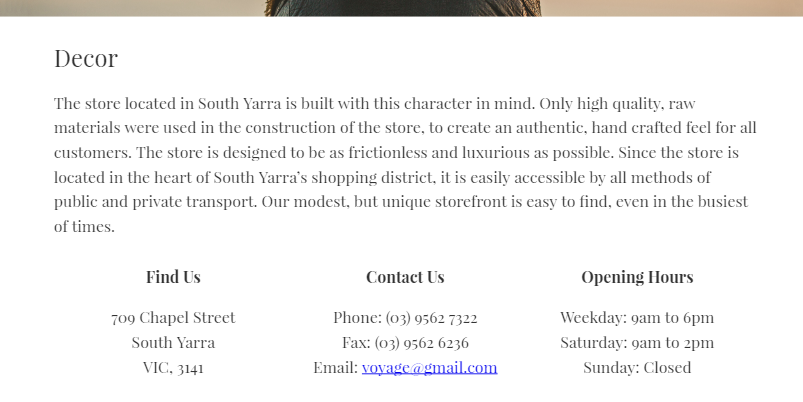 Decor
The store located in South Yarra is built with this character in mind. Only high quality, raw
materials were used in the construction of the store, to create an authentic, hand crafted feel for all
customers. The store is designed to be as frictionless and luxurious as possible. Since the store is
located in the heart of South Yarra’s shopping district, it is easily accessible by all methods of
public and private transport. Our modest, but unique storefront is easy to find, even in the busiest
of times.
Find Us
709 Chapel Street
South Yarra
VIC, 3141
Contact Us
Phone: (03) 9562 7322
Fax: (03) 9562 6236
Email: voyage@gmail.com
Opening Hours
Weekday: 9am to 6pm
Saturday: 9am to 2pm
Sunday: Closed